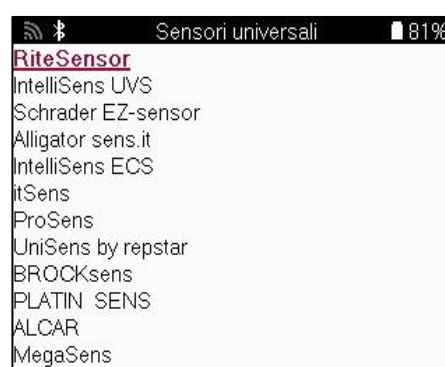 Sensori universali 81%
RiteSensor
IntelliSens UVS
Schrader EZ-sensor
Alligator sens.it
IntelliSens ECS
itSens
ProSens
UniSens by repstar
BROCKsens
PLATIN SENS
ALCAR
MegaSens